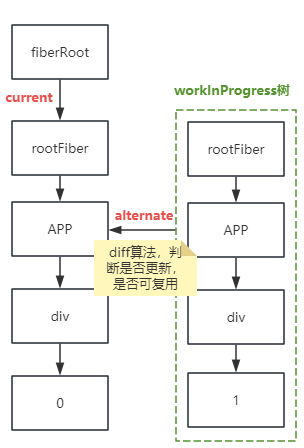 fiberRoot
current
workInProgress树
rootFiber
rootFiber
APP
alternate
APP
diff算法，判
断是否更新，
是否可复用
div
div
0
1